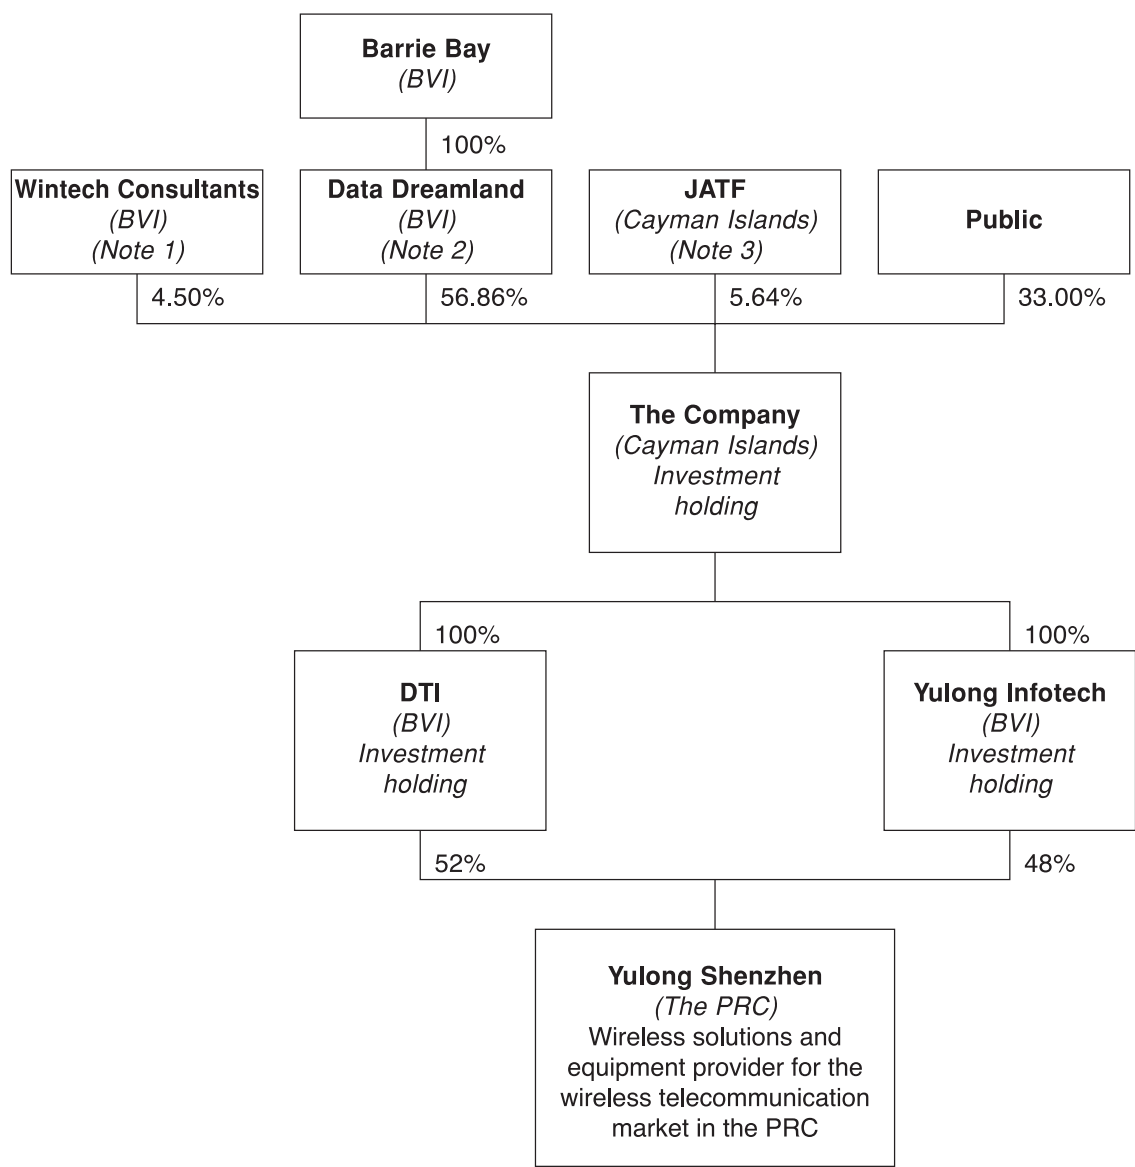 Barrie Bay
(BVI)
100%
Wintech Consultants
(BVI)
(Note 1)
Data Dreamland
(BVI)
(Note 2)
JATF
(Cayman Islands)
(Note 3)
Public
4.50%
56.86%
5.64%
33.00%
The Company
(Cayman Islands)
Investment
holding
100%
100%
DTI
(BVI)
Investment
holding
Yulong Infotech
(BVI)
Investment
holding
52%
48%
Yulong Shenzhen
(The PRC)
Wireless solutions and
equipment provider for the
wireless telecommunication
market in the PRC